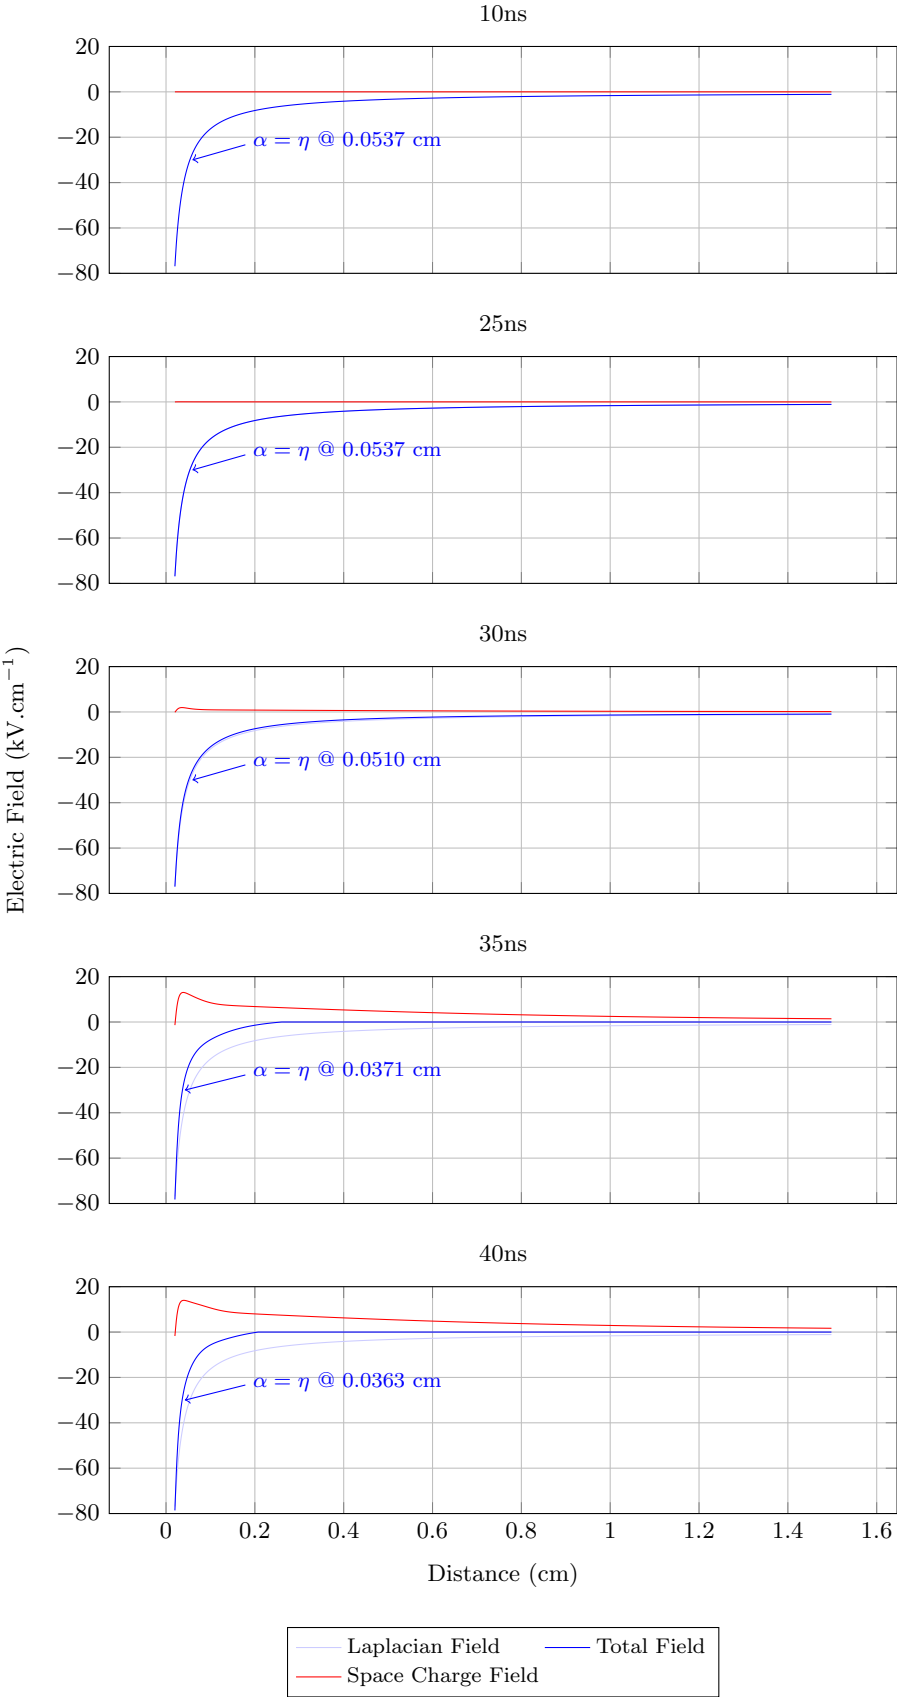 10ns
20
0
−20
−40
−60
−80
α = η @ 0.0537 cm
25ns
20
0
−20
−40
−60
−80
α = η @ 0.0537 cm
30ns
20
0
−20
−40
−60
−80
α = η @ 0.0510 cm
Electric Field (kV.cm⁻¹)
35ns
20
0
−20
−40
−60
−80
α = η @ 0.0371 cm
40ns
20
0
−20
−40
−60
−80
α = η @ 0.0363 cm
0 0.2 0.4 0.6 0.8 1 1.2 1.4 1.6
Distance (cm)
Laplacian Field Total Field
Space Charge Field